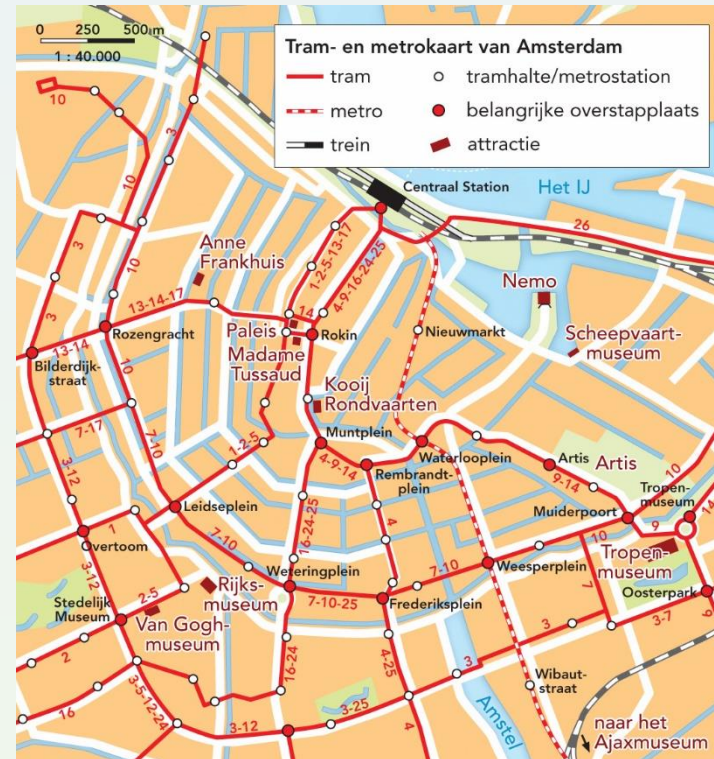 0 250 500m
1 : 40.000
Tram- en metrokaart van Amsterdam
tram
tramhalte/metrostation
metro
belangrijke overstapplaats
trein
attractie
10
3
10
Centraal Station
Het IJ
26
3
10
Anne
Frankhuis
1-2-5-13-17
4-9-16-24-25
Nemo
3
13-14-17
14
Paleis
Rokin
Nieuwmarkt
Scheepvaart-
museum
Rozengracht
Madame
Tussaud
13-14
Bilderdijk-
straat
10
Kooij
Rondvaarten
7-17
7-10
1-2-5
Muntplein
4-9-14
Waterlooplein
Rembrandt-
plein
Artis
Artis
9-14
10
Tropen-
museum
14
3-12
Leidseplein
16-24-25
4
Muiderpoort
9
1
Overtoom
7-10
7-10
10
3-12
Weteringplein
Weesperplein
7
Tropen-
museum
2-5
Rijks-
museum
7-10-25
Frederiksplein
Oosterpark
Stedelijk
Museum
Van Gogh-
museum
3
3-7
9
2
16-24
4-25
3
Wibaut-
straat
3-5-12-24
16
3-12
3-25
4
Amstel
naar het
Ajaxmuseum